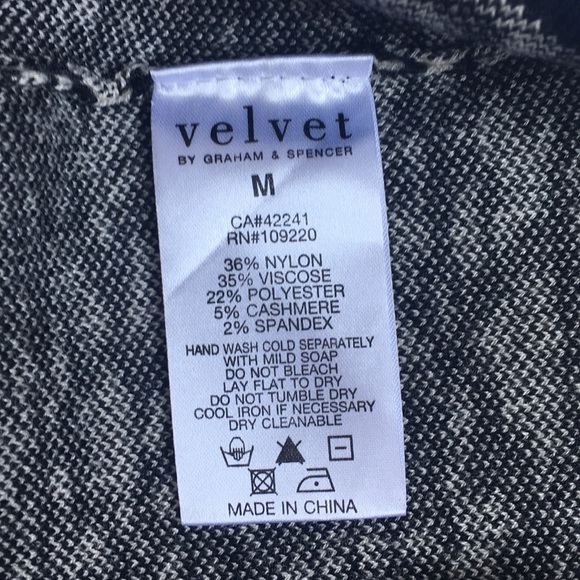 velvet
BY GRAHAM & SPENCER
M
CA#42241
RN#109220
36% NYLON
35% VISCOSE
22% POLYESTER
5% CASHMERE
2% SPANDEX
HAND WASH COLD SEPARATELY
WITH MILD SOAP
DO NOT BLEACH
LAY FLAT TO DRY
DO NOT TUMBLE DRY
COOL IRON IF NECESSARY
DRY CLEANABLE
MADE IN CHINA